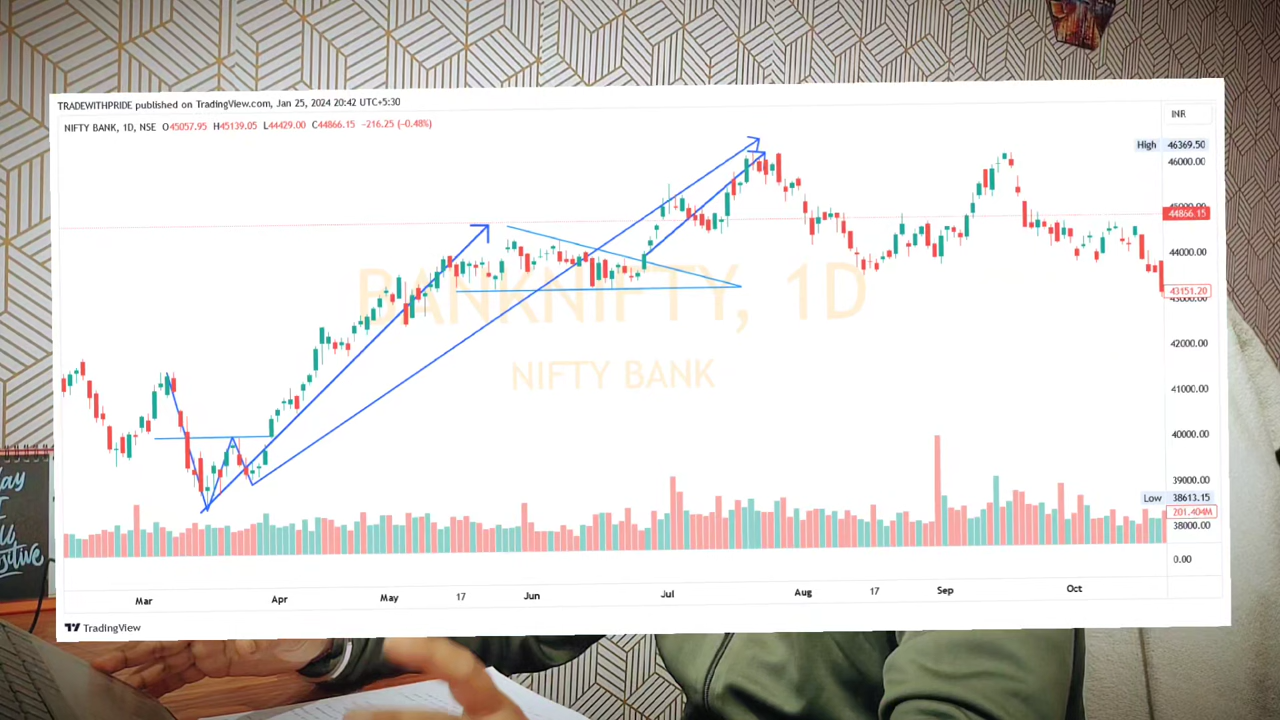 TRADEWITHPRIDE published on TradingView.com, Jan 25, 2024 20:42 UTC+5:30
NIFTY BANK, 1D, NSE O45057.95 H45139.05 L44429.00 C44866.15 −216.25 (−0.48%)
INR
High 46369.50
46000.00
44866.15
44000.00
43151.20
42000.00
41000.00
40000.00
39000.00
Low 38613.15
201.404M
38000.00
0.00
BANKNIFTY, 1D
NIFTY BANK
Mar Apr May 17 Jun Jul Aug 17 Sep Oct
TradingView